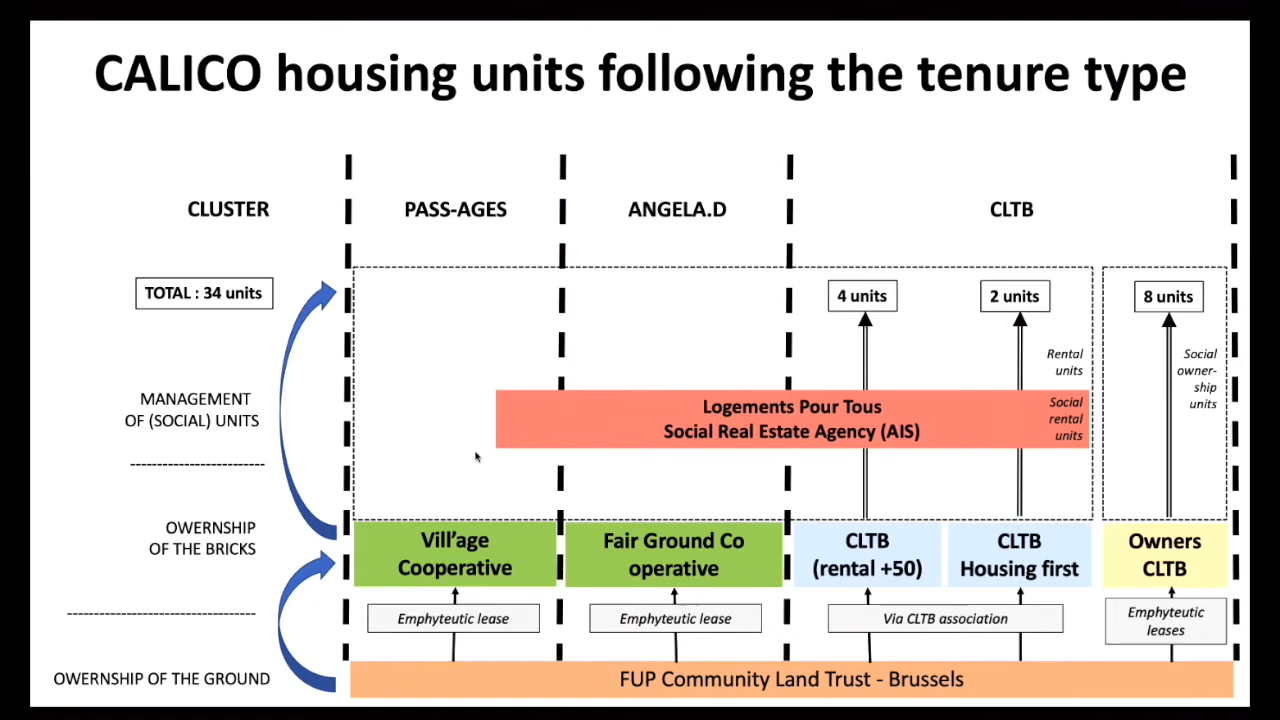 CALICO housing units following the tenure type
CLUSTER
PASS-AGES
ANGELA.D
CLTB
TOTAL : 34 units
4 units
2 units
8 units
Rental
units
Social
owner-
ship
units
MANAGEMENT
OF (SOCIAL) UNITS
Logements Pour Tous
Social Real Estate Agency (AIS)
Social
rental
units
-----------------------
OWERNSHIP
OF THE BRICKS
Vill'age
Cooperative
Fair Ground Co
operative
CLTB
(rental +50)
CLTB
Housing first
Owners
CLTB
--------------------------------
Emphyteutic lease
Emphyteutic lease
Via CLTB association
Emphyteutic
leases
OWERNSHIP OF THE GROUND
FUP Community Land Trust - Brussels